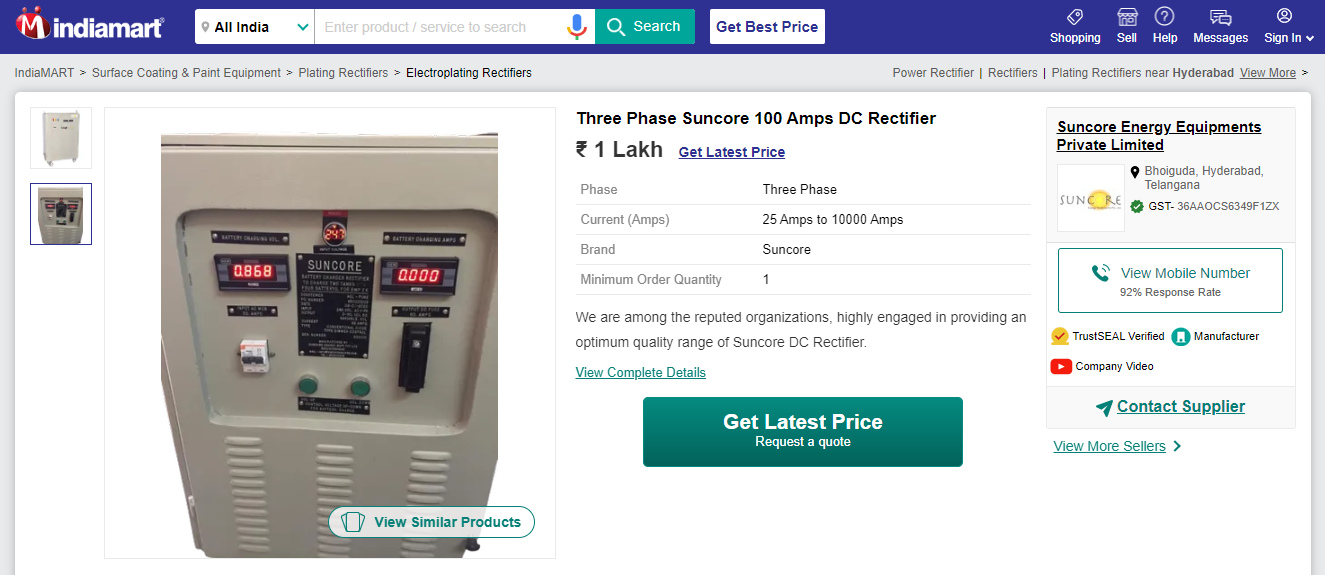 indiamart
All India
Enter product / service to search
Search
Get Best Price
Shopping
Sell
Help
Messages
Sign In
IndiaMART > Surface Coating & Paint Equipment > Plating Rectifiers > Electroplating Rectifiers
Power Rectifier | Rectifiers | Plating Rectifiers near Hyderabad View More >
BATTERY CHARGING VOL.
247
BATTERY CHARGING AMPS
0.868
SUNCORE
0.000
BATTERY CHARGER RECTIFIER
View Similar Products
Three Phase Suncore 100 Amps DC Rectifier
₹ 1 Lakh Get Latest Price
Phase Three Phase
Current (Amps) 25 Amps to 10000 Amps
Brand Suncore
Minimum Order Quantity 1
We are among the reputed organizations, highly engaged in providing an
optimum quality range of Suncore DC Rectifier.
View Complete Details
Get Latest Price
Request a quote
Suncore Energy Equipments
Private Limited
SUNCORE
Bhoiguda, Hyderabad,
Telangana
GST- 36AAOCS6349F1ZX
View Mobile Number
92% Response Rate
TrustSEAL Verified
Manufacturer
Company Video
Contact Supplier
View More Sellers